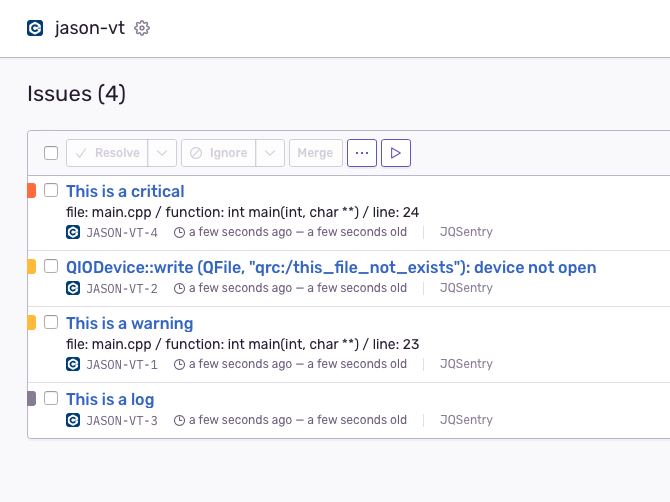 jason-vt
Issues (4)
Resolve Ignore Merge
This is a critical
file: main.cpp / function: int main(int, char **) / line: 24
JASON-VT-4 a few seconds ago — a few seconds old JQSentry
QIODevice::write (QFile, "qrc:/this_file_not_exists"): device not open
JASON-VT-2 a few seconds ago — a few seconds old JQSentry
This is a warning
file: main.cpp / function: int main(int, char **) / line: 23
JASON-VT-1 a few seconds ago — a few seconds old JQSentry
This is a log
JASON-VT-3 a few seconds ago — a few seconds old JQSentry